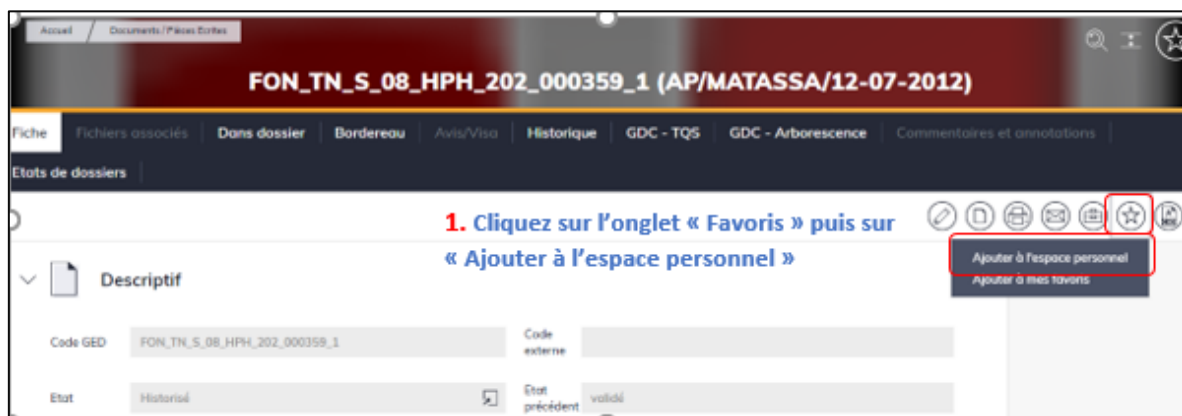 Accueil / Documents / Pièces Ecrites
FON_TN_S_08_HPH_202_000359_1 (AP/MATASSA/12-07-2012)
Fiche Fichiers associés Dans dossier Bordereau Avis/Visa Historique GDC - TQS GDC - Arborescence Commentaires et annotations
Etats de dossiers
1. Cliquez sur l'onglet « Favoris » puis sur
« Ajouter à l'espace personnel »
Ajouter à l'espace personnel
Ajouter à mes favoris
Descriptif
Code GED FON_TN_S_08_HPH_202_000359_1 Code externe
Etat Historisé Etat précédent validé